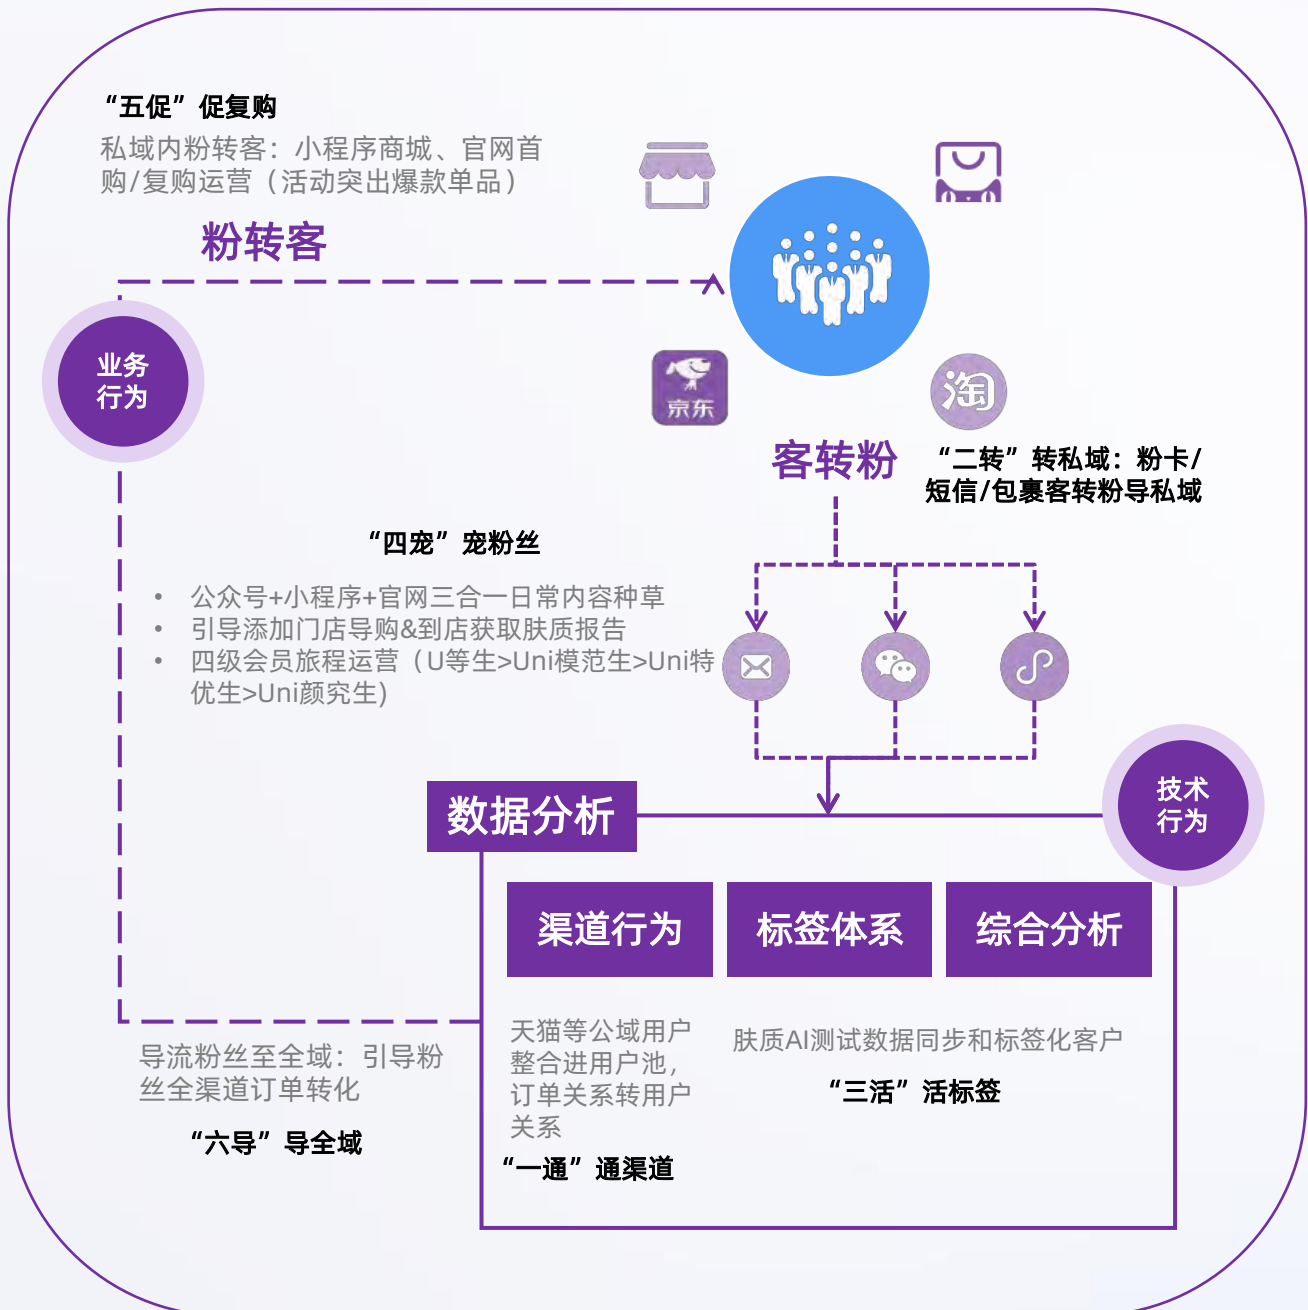 “五促”促复购
私域内粉转客：小程序商城、官网首
购/复购运营（活动突出爆款单品）
粉转客
业务
行为
京东
淘
客转粉
“二转”转私域：粉卡/
短信/包裹客转粉导私域
“四宠”宠粉丝
• 公众号+小程序+官网三合一日常内容种草
• 引导添加门店导购&到店获取肤质报告
• 四级会员旅程运营（U等生>Uni模范生>Uni特
优生>Uni颜究生)
数据分析
技术
行为
渠道行为
标签体系
综合分析
天猫等公域用户
整合进用户池，
订单关系转用户
关系
“一通”通渠道
肤质AI测试数据同步和标签化客户
“三活”活标签
导流粉丝至全域：引导粉
丝全渠道订单转化
“六导”导全域